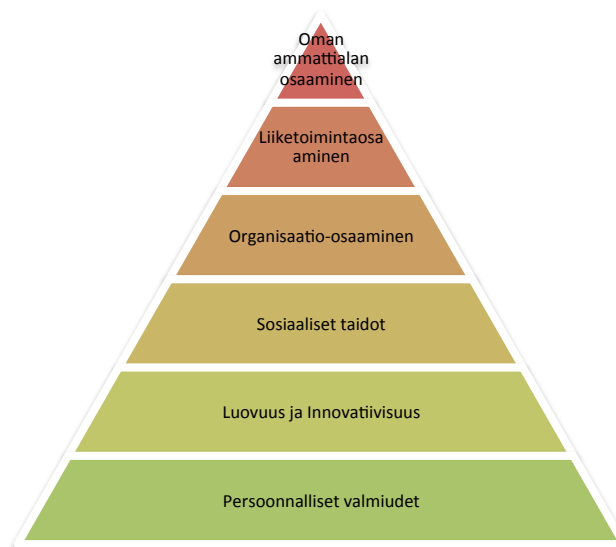 Oman
ammattialan
osaaminen
Liiketoimintaosa
aminen
Organisaatio-osaaminen
Sosiaaliset taidot
Luovuus ja Innovatiivisuus
Persoonnalliset valmiudet